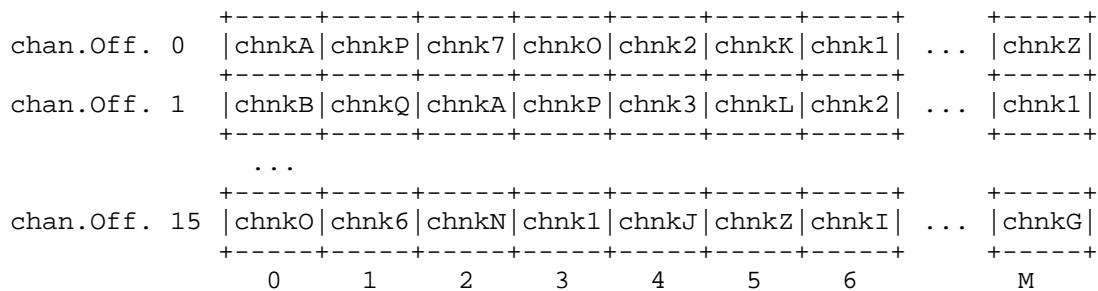 +-----+-----+-----+-----+-----+-----+-----+     +-----+
chan.Off. 0     |chnkA|chnkP|chnk7|chnkO|chnk2|chnkK|chnk1| ... |chnkZ|
                +-----+-----+-----+-----+-----+-----+-----+     +-----+
chan.Off. 1     |chnkB|chnkQ|chnkA|chnkP|chnk3|chnkL|chnk2| ... |chnk1|
                +-----+-----+-----+-----+-----+-----+-----+     +-----+
                  ...
                +-----+-----+-----+-----+-----+-----+-----+     +-----+
chan.Off. 15    |chnkO|chnk6|chnkN|chnk1|chnkJ|chnkZ|chnkI| ... |chnkG|
                +-----+-----+-----+-----+-----+-----+-----+     +-----+
                   0     1     2     3     4     5     6           M